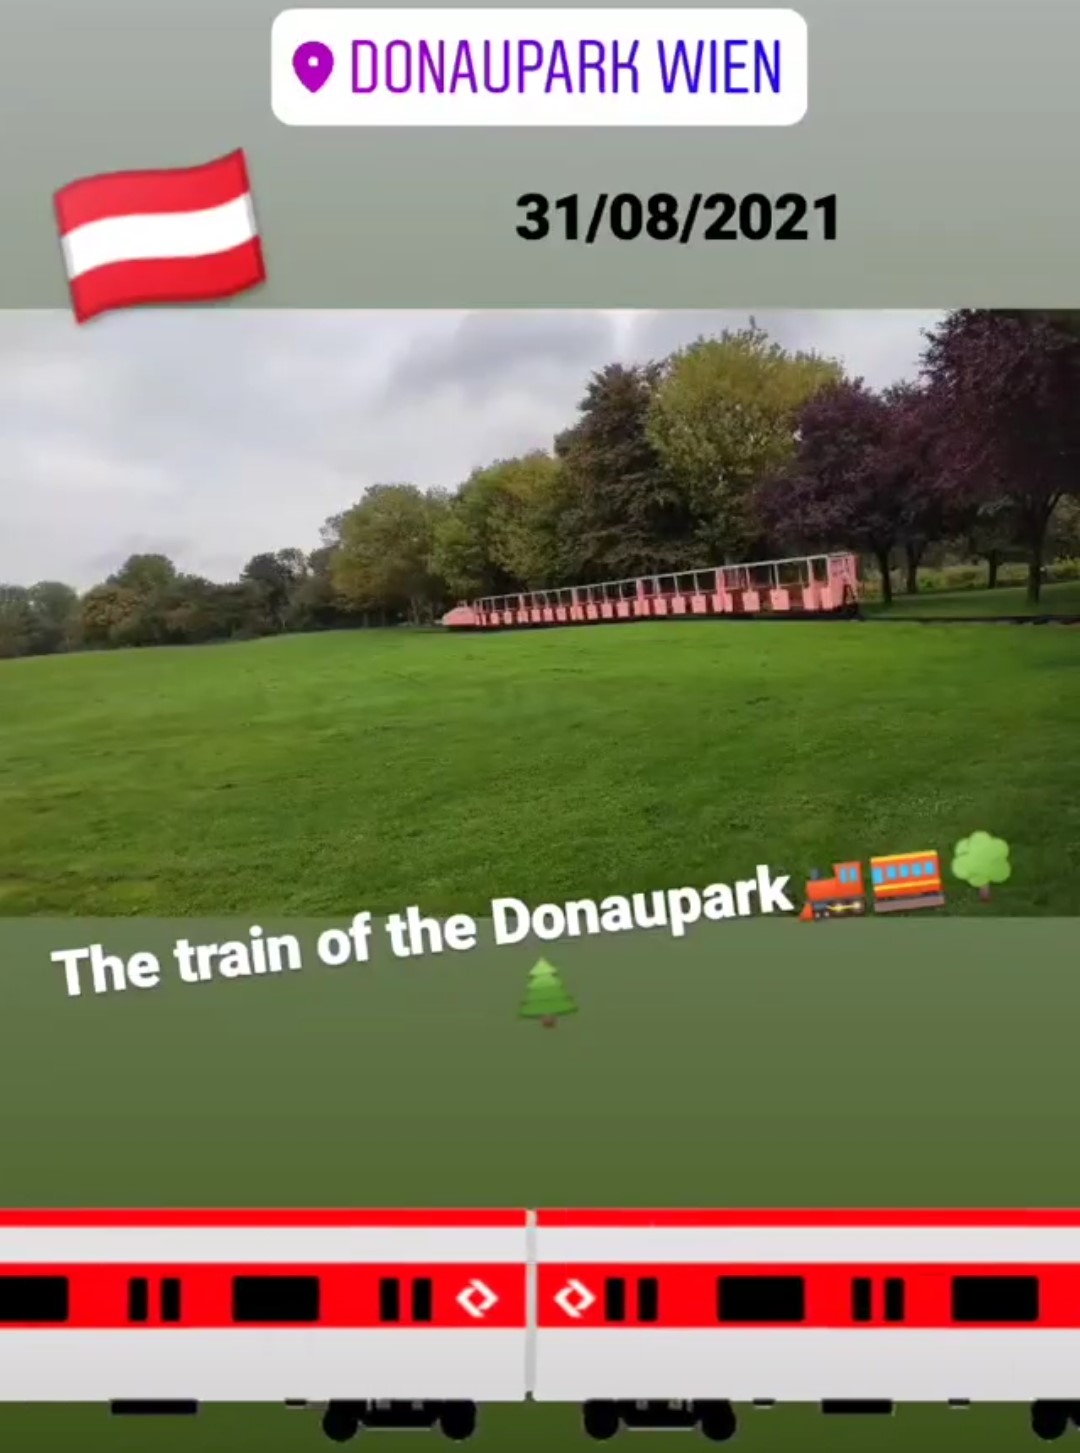 DONAUPARK WIEN
31/08/2021
The train of the Donaupark🚂🚃🌳
🌲